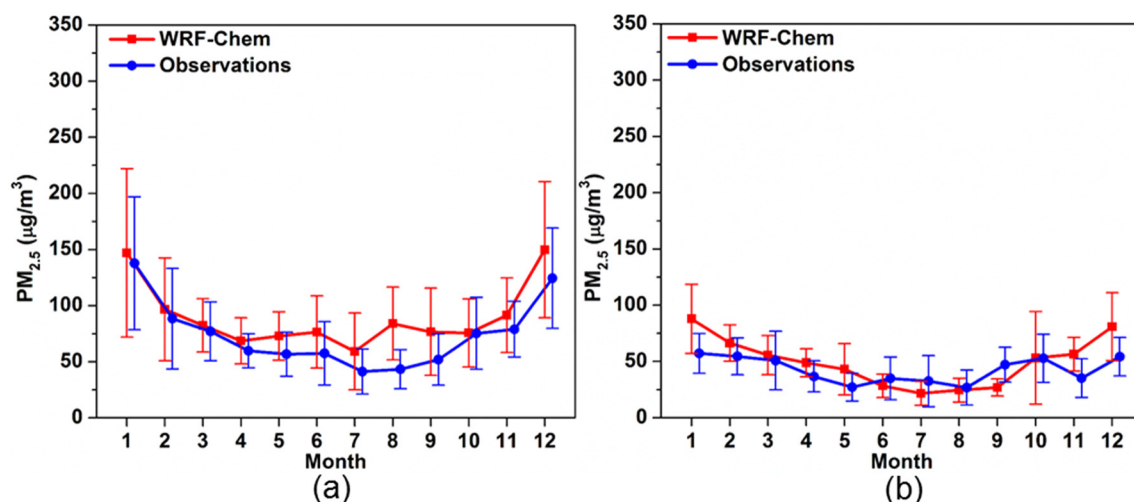 350
300
250
200
150
100
50
0
PM2.5 (μg/m³)
WRF-Chem
Observations
1 2 3 4 5 6 7 8 9 10 11 12
Month
(a)
350
300
250
200
150
100
50
0
PM2.5 (μg/m³)
WRF-Chem
Observations
1 2 3 4 5 6 7 8 9 10 11 12
Month
(b)